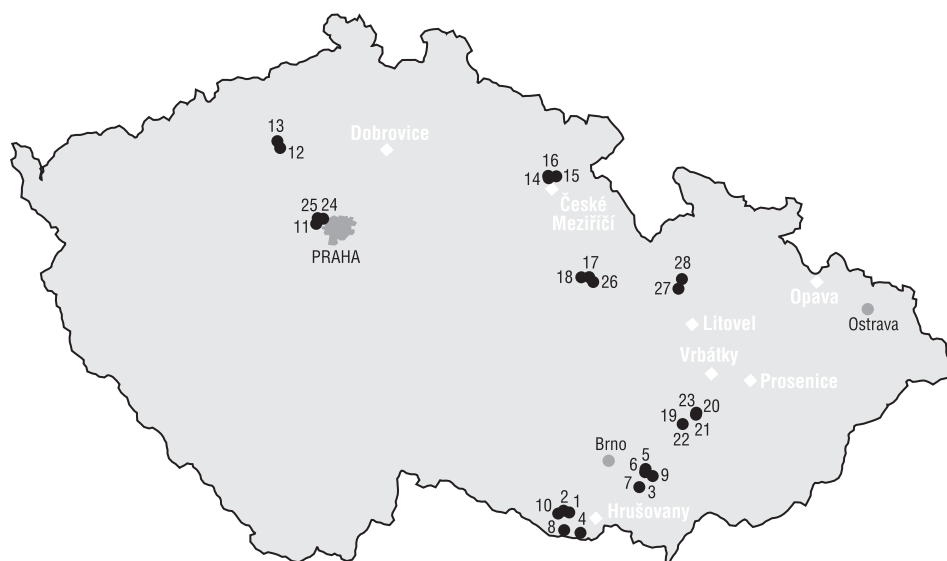 13
12
Dobrovice
16
14
15
České
Meziříčí
25 24
11
PRAHA
17
18
26
28
27
Opava
Ostrava
Litovel
Vrbátky
Prosenice
23
20
19
21
22
Brno
5
6
9
7
3
2
1
10
4
8
Hrušovany